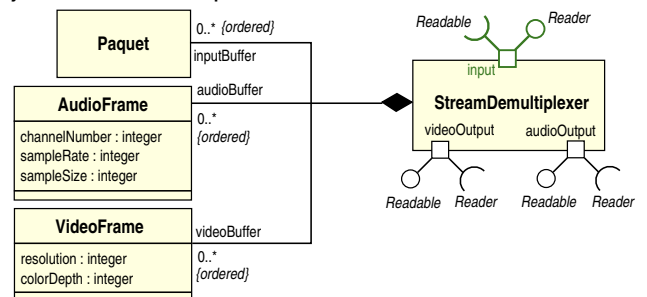 Paquet
0..* {ordered}
inputBuffer
AudioFrame
channelNumber : integer
sampleRate : integer
sampleSize : integer
audioBuffer
0..*
{ordered}
VideoFrame
resolution : integer
colorDepth : integer
videoBuffer
0..*
{ordered}
Readable
Reader
input
StreamDemultiplexer
videoOutput
audioOutput
Readable
Reader
Readable
Reader